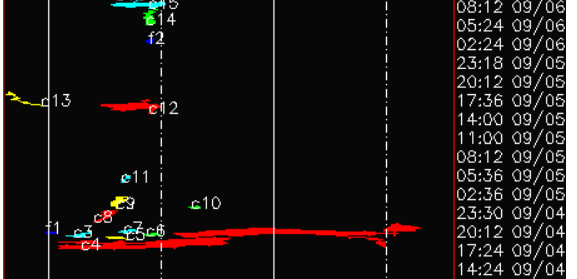 c15
08:12 09/06
c14
05:24 09/06
f2
02:24 09/06
23:18 09/05
20:12 09/05
c13
c12
17:36 09/05
14:00 09/05
11:00 09/05
08:12 09/05
c11
05:36 09/05
c9
c10
02:36 09/05
c8
23:30 09/04
f1
c3
c7
c5
c6
20:12 09/04
c4
17:24 09/04
14:24 09/04